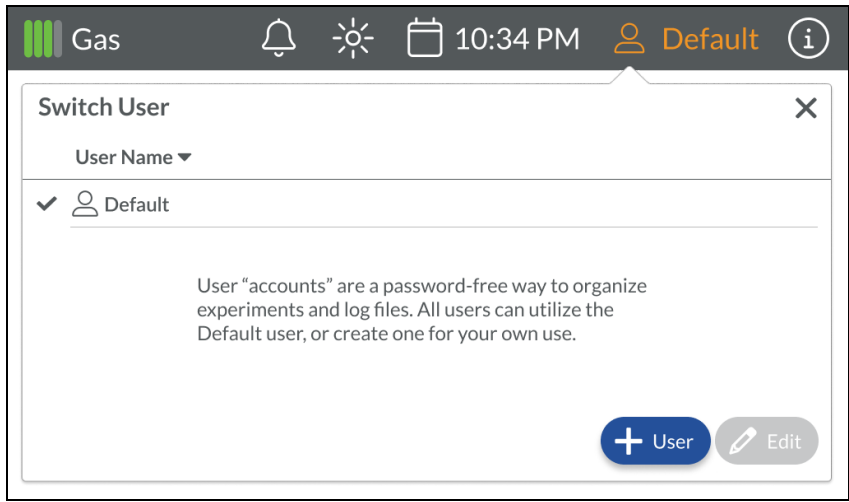 Gas 10:34 PM Default i
Switch User
User Name
Default
User “accounts” are a password-free way to organize
experiments and log files. All users can utilize the
Default user, or create one for your own use.
User Edit